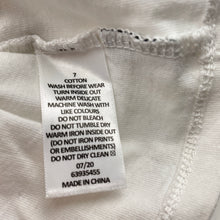 7
COTTON
WASH BEFORE WEAR
TURN INSIDE OUT
WARM DELICATE
MACHINE WASH WITH
LIKE COLOURS
DO NOT BLEACH
DO NOT TUMBLE DRY
WARM IRON INSIDE OUT
(DO NOT IRON PRINTS
OR EMBELLISHMENTS)
DO NOT DRY CLEAN
07/20
63935455
MADE IN CHINA